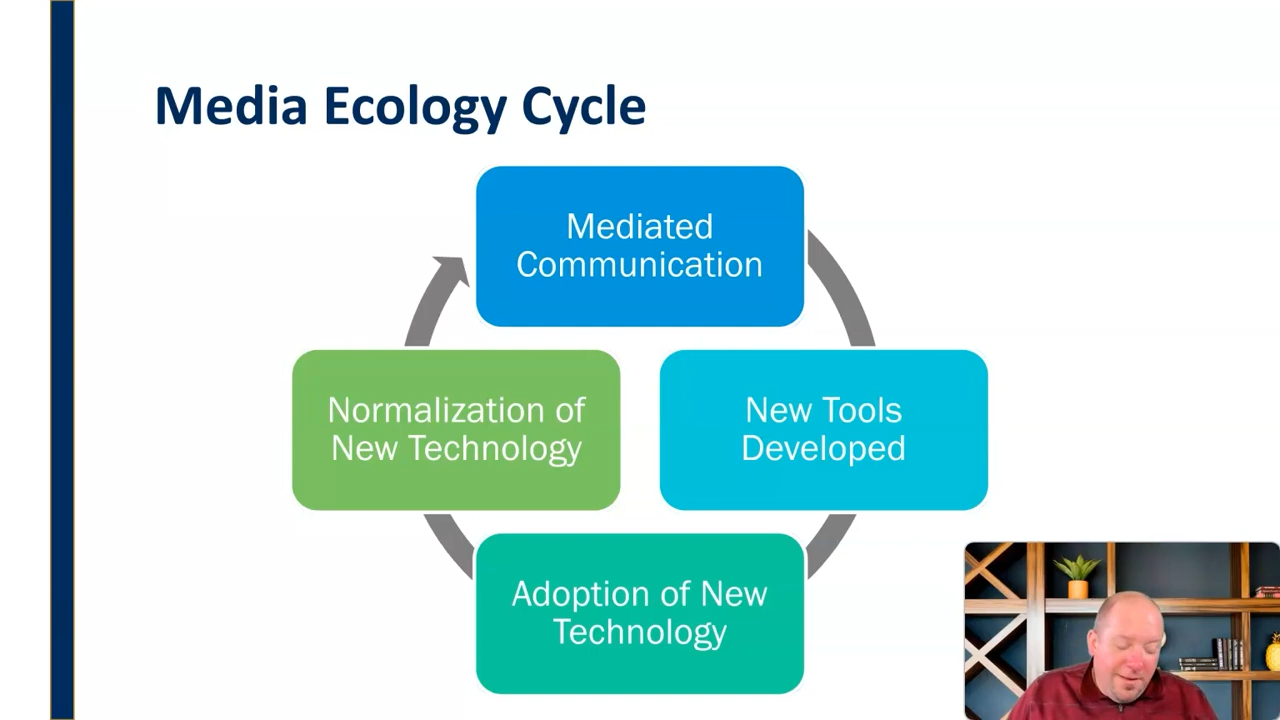 Media Ecology Cycle
Mediated
Communication
New Tools
Developed
Adoption of New
Technology
Normalization of
New Technology